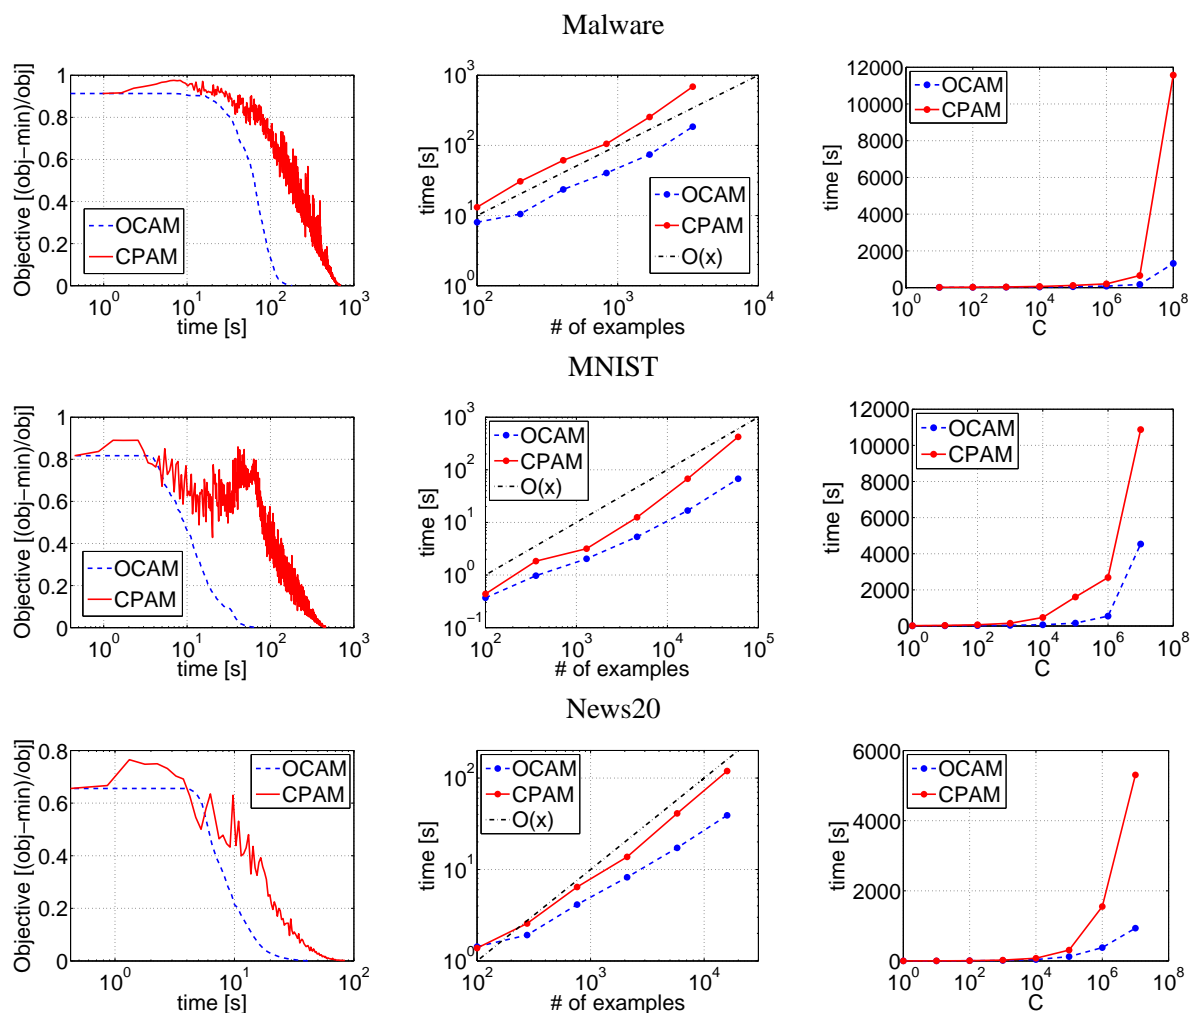 Malware
Objective [(obj−min)/obj]
1
0.8
0.6
0.4
0.2
0
10^0 10^1 10^2 10^3
time [s]
OCAM
CPAM
time [s]
10^3
10^2
10^1
10^0
10^2 10^3 10^4
# of examples
OCAM
CPAM
O(x)
time [s]
12000
10000
8000
6000
4000
2000
0
10^0 10^2 10^4 10^6 10^8
C
OCAM
CPAM
MNIST
Objective [(obj−min)/obj]
1
0.8
0.6
0.4
0.2
0
10^0 10^1 10^2 10^3
time [s]
OCAM
CPAM
time [s]
10^3
10^2
10^1
10^0
10^−1
10^2 10^3 10^4 10^5
# of examples
OCAM
CPAM
O(x)
time [s]
12000
10000
8000
6000
4000
2000
0
10^0 10^2 10^4 10^6 10^8
C
OCAM
CPAM
News20
Objective [(obj−min)/obj]
0.8
0.6
0.4
0.2
0
10^0 10^1 10^2
time [s]
OCAM
CPAM
time [s]
10^2
10^1
10^0
10^2 10^3 10^4
# of examples
OCAM
CPAM
O(x)
time [s]
6000
4000
2000
0
10^0 10^2 10^4 10^6 10^8
C
OCAM
CPAM